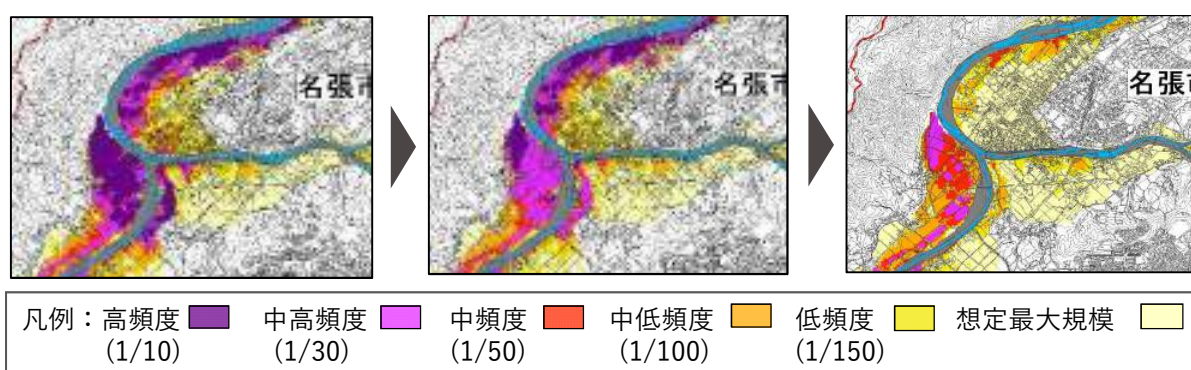 名張市
名張市
名張市
凡例：高頻度 中高頻度 中頻度 中低頻度 低頻度 想定最大規模
(1/10) (1/30) (1/50) (1/100) (1/150)